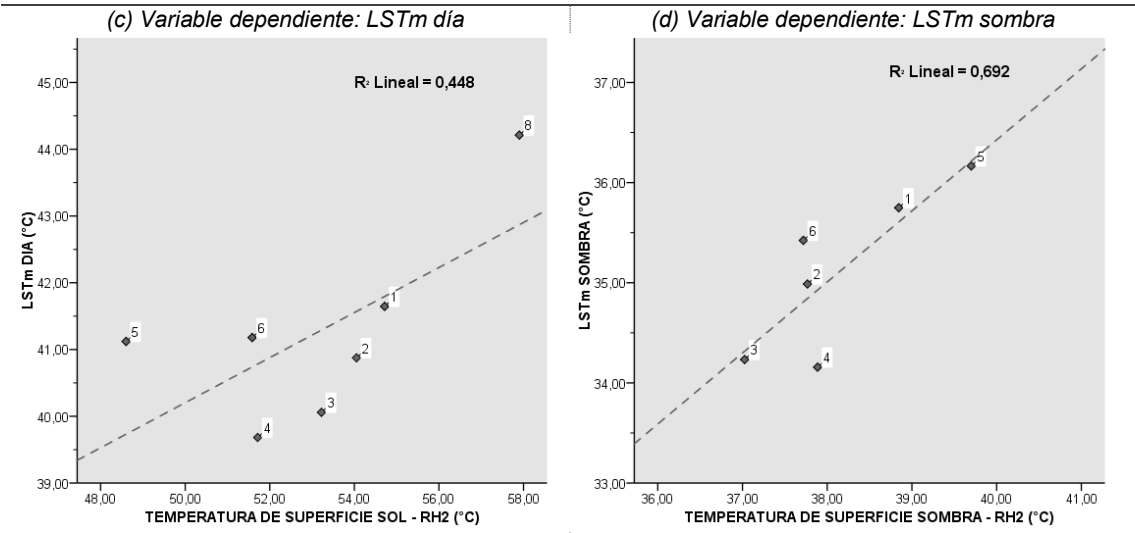 (c) Variable dependiente: LSTm día
R² Lineal = 0,448
45,00
44,00
43,00
42,00
41,00
40,00
39,00
LSTm DIA (°C)
8
1
2
6
5
3
4
48,00 50,00 52,00 54,00 56,00 58,00
TEMPERATURA DE SUPERFICIE SOL - RH2 (°C)
(d) Variable dependiente: LSTm sombra
R² Lineal = 0,692
37,00
36,00
35,00
34,00
33,00
LSTm SOMBRA (°C)
5
1
6
2
3
4
36,00 37,00 38,00 39,00 40,00 41,00
TEMPERATURA DE SUPERFICIE SOMBRA - RH2 (°C)